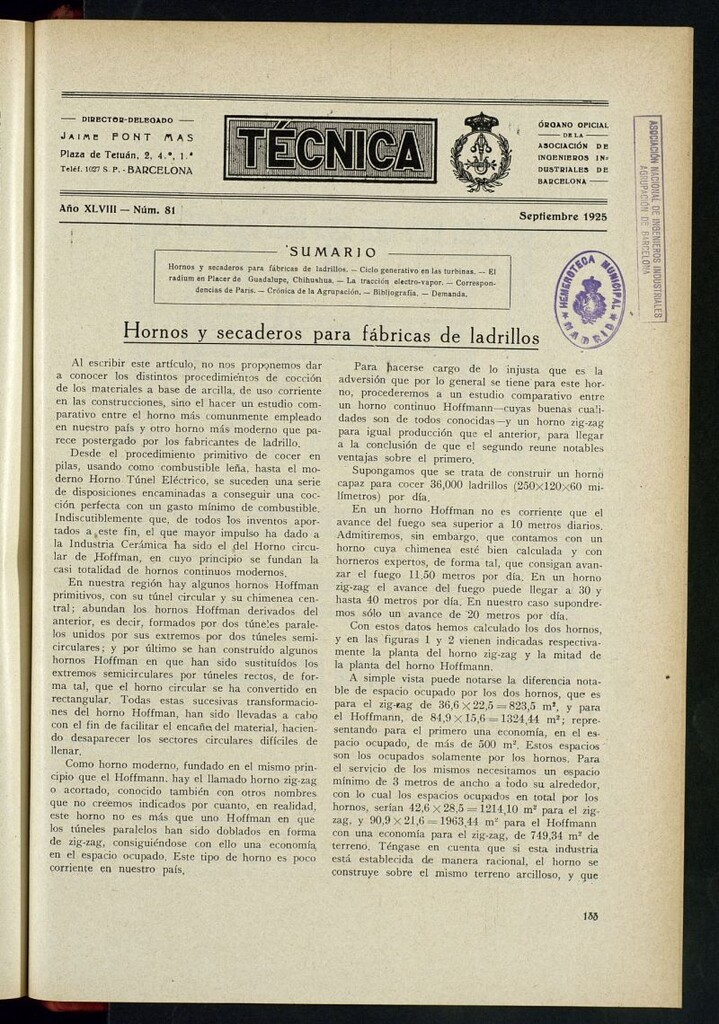 DIRECTOR-DELEGADO
JAIME FONT MAS
Plaza de Tetuán, 2, 4.°, 1.ª
Teléf. 1027 S. P. - BARCELONA
TÉCNICA
ÓRGANO OFICIAL
DE LA
ASOCIACIÓN DE
INGENIEROS IN-
DUSTRIALES DE
BARCELONA
ASOCIACIÓN NACIONAL DE INGENIEROS INDUSTRIALES
AGRUPACIÓN DE BARCELONA
Año XLVIII — Núm. 81
Septiembre 1925
SUMARIO
Hornos y secaderos para fábricas de ladrillos. — Ciclo generativo en las turbinas. — El
radium en Placer de Guadalupe, Chihushua. — La tracción electro-vapor. — Correspon-
dencias de París. — Crónica de la Agrupación. — Bibliografía. — Demanda.
HEMEROTECA MUNICIPAL
MADRID
Hornos y secaderos para fábricas de ladrillos
Al escribir este artículo, no nos proponemos dar
a conocer los distintos procedimientos de cocción
de los materiales a base de arcilla, de uso corriente
en las construcciones, sino el hacer un estudio com-
parativo entre el horno más comunmente empleado
en nuestro país y otro horno más moderno que pa-
rece postergado por los fabricantes de ladrillo.
Desde el procedimiento primitivo de cocer en
pilas, usando como combustible leña, hasta el mo-
derno Horno Túnel Eléctrico, se suceden una serie
de disposiciones encaminadas a conseguir una coc-
ción perfecta con un gasto mínimo de combustible.
Indiscutiblemente que, de todos los inventos apor-
tados a este fin, el que mayor impulso ha dado a
la Industria Cerámica ha sido el del Horno circu-
lar de Hoffman, en cuyo principio se fundan la
casi totalidad de hornos continuos modernos.
En nuestra región hay algunos hornos Hoffman
primitivos, con su túnel circular y su chimenea cen-
tral; abundan los hornos Hoffman derivados del
anterior, es decir, formados por dos túneles parale-
los unidos por sus extremos por dos túneles semi-
circulares; y por último se han construído algunos
hornos Hoffman en que han sido sustituídos los
extremos semicirculares por túneles rectos, de for-
ma tal, que el horno circular se ha convertido en
rectangular. Todas estas sucesivas transformacio-
nes del horno Hoffman, han sido llevadas a cabo
con el fin de facilitar el encañe del material, hacien-
do desaparecer los sectores circulares difíciles de
llenar.
Como horno moderno, fundado en el mismo prin-
cipio que el Hoffmann, hay el llamado horno zig-zag
o acortado, conocido también con otros nombres
que no creemos indicados por cuanto, en realidad,
este horno no es más que uno Hoffman en que
los túneles paralelos han sido doblados en forma
de zig-zag, consiguiéndose con ello una economía
en el espacio ocupado. Este tipo de horno es poco
corriente en nuestro país.
Para hacerse cargo de lo injusta que es la
adversión que por lo general se tiene para este hor-
no, procederemos a un estudio comparativo entre
un horno continuo Hoffmann—cuyas buenas cuali-
dades son de todos conocidas—y un horno zig-zag
para igual producción que el anterior, para llegar
a la conclusión de que el segundo reune notables
ventajas sobre el primero.
Supongamos que se trata de construir un horno
capaz para cocer 36,000 ladrillos (250×120×60 mi-
límetros) por día.
En un horno Hoffman no es corriente que el
avance del fuego sea superior a 10 metros diarios.
Admitiremos, sin embargo, que contamos con un
horno cuya chimenea esté bien calculada y con
horneros expertos, de forma tal, que consigan avan-
zar el fuego 11,50 metros por día. En un horno
zig-zag el avance del fuego puede llegar a 30 y
hasta 40 metros por día. En nuestro caso supondre-
mos sólo un avance de 20 metros por día.
Con estos datos hemos calculado los dos hornos,
y en las figuras 1 y 2 vienen indicadas respectiva-
mente la planta del horno zig-zag y la mitad de
la planta del horno Hoffmann.
A simple vista puede notarse la diferencia nota-
ble de espacio ocupado por los dos hornos, que es
para el zig-zag de 36,6×22,5=823,5 m², y para
el Hoffmann, de 84,9×15,6=1324,44 m²; repre-
sentando para el primero una economía, en el es-
pacio ocupado, de más de 500 m². Estos espacios
son los ocupados solamente por los hornos. Para
el servicio de los mismos necesitamos un espacio
mínimo de 3 metros de ancho a todo su alrededor,
con lo cual los espacios ocupados en total por los
hornos, serían 42,6×28,5=1214,10 m² para el zig-
zag, y 90,9×21,6=1963,44 m² para el Hoffmann
con una economía para el zig-zag, de 749,34 m² de
terreno. Téngase en cuenta que si esta industria
está establecida de manera racional, el horno se
construye sobre el mismo terreno arcilloso, y que
155